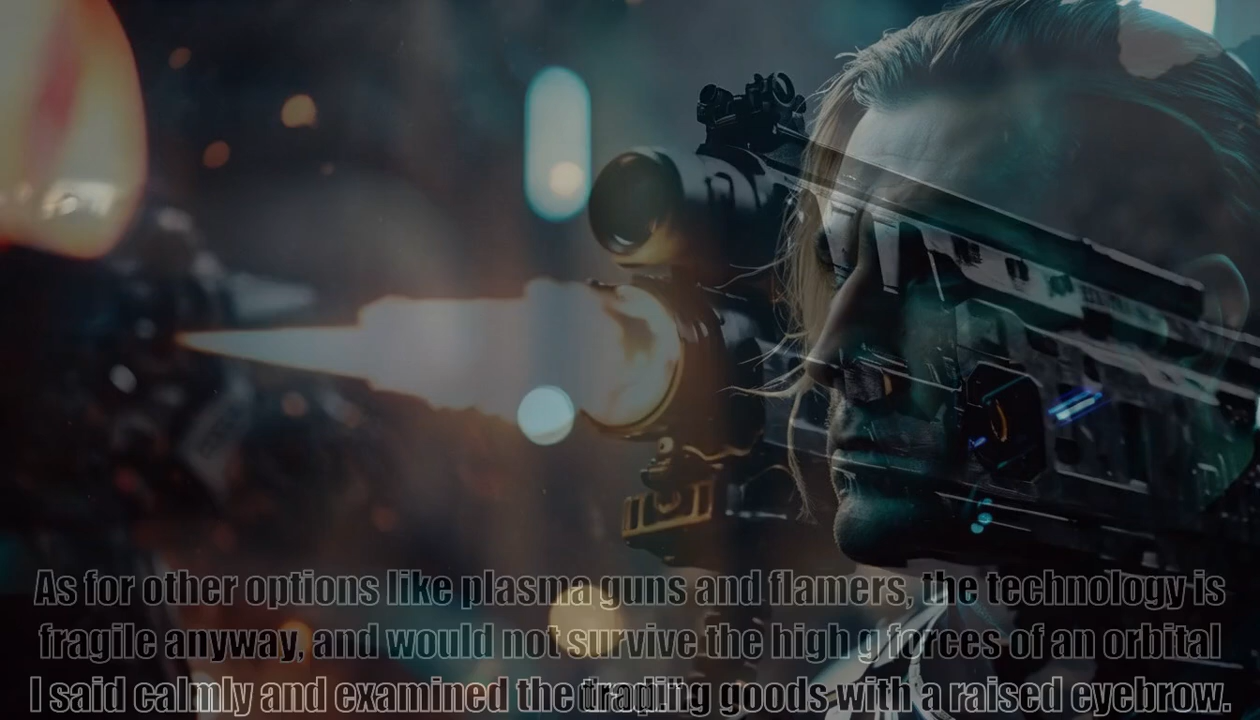 As for other options like plasma guns and flamers, the technology is
fragile anyway, and would not survive the high g forces of an orbital
I said calmly and examined the trading goods with a raised eyebrow.